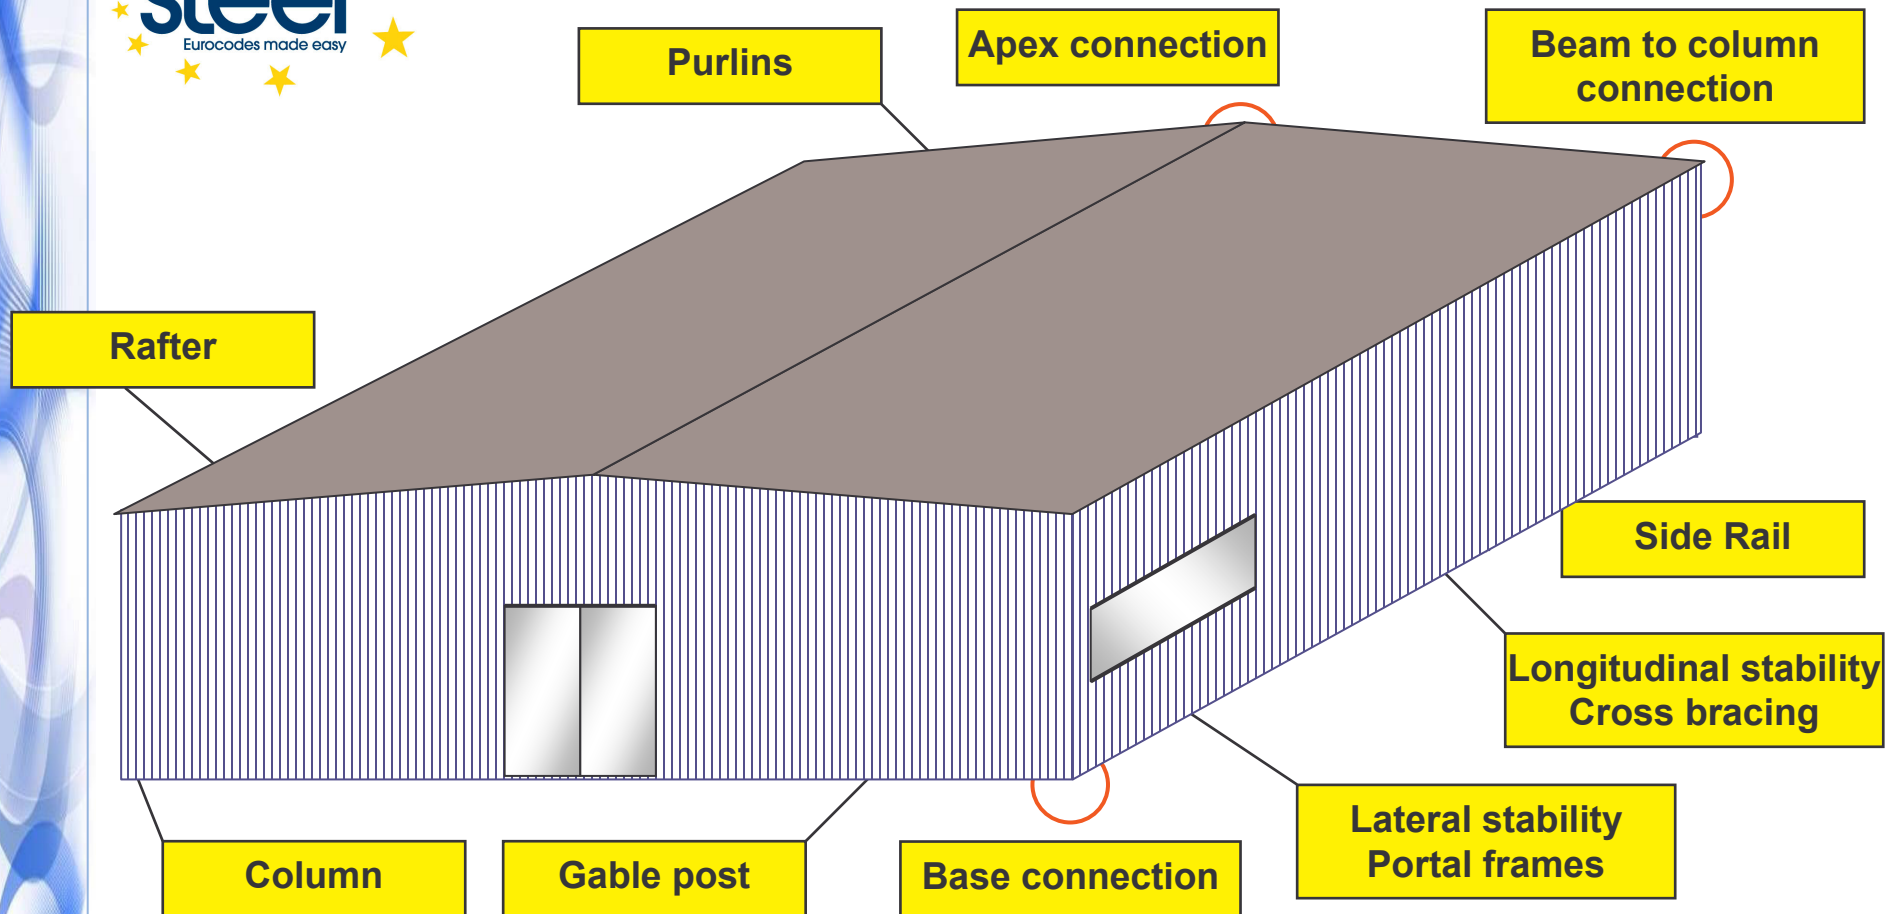 Steel
Eurocodes made easy
Purlins
Apex connection
Beam to column
connection
Rafter
Side Rail
Longitudinal stability
Cross bracing
Lateral stability
Portal frames
Column
Gable post
Base connection